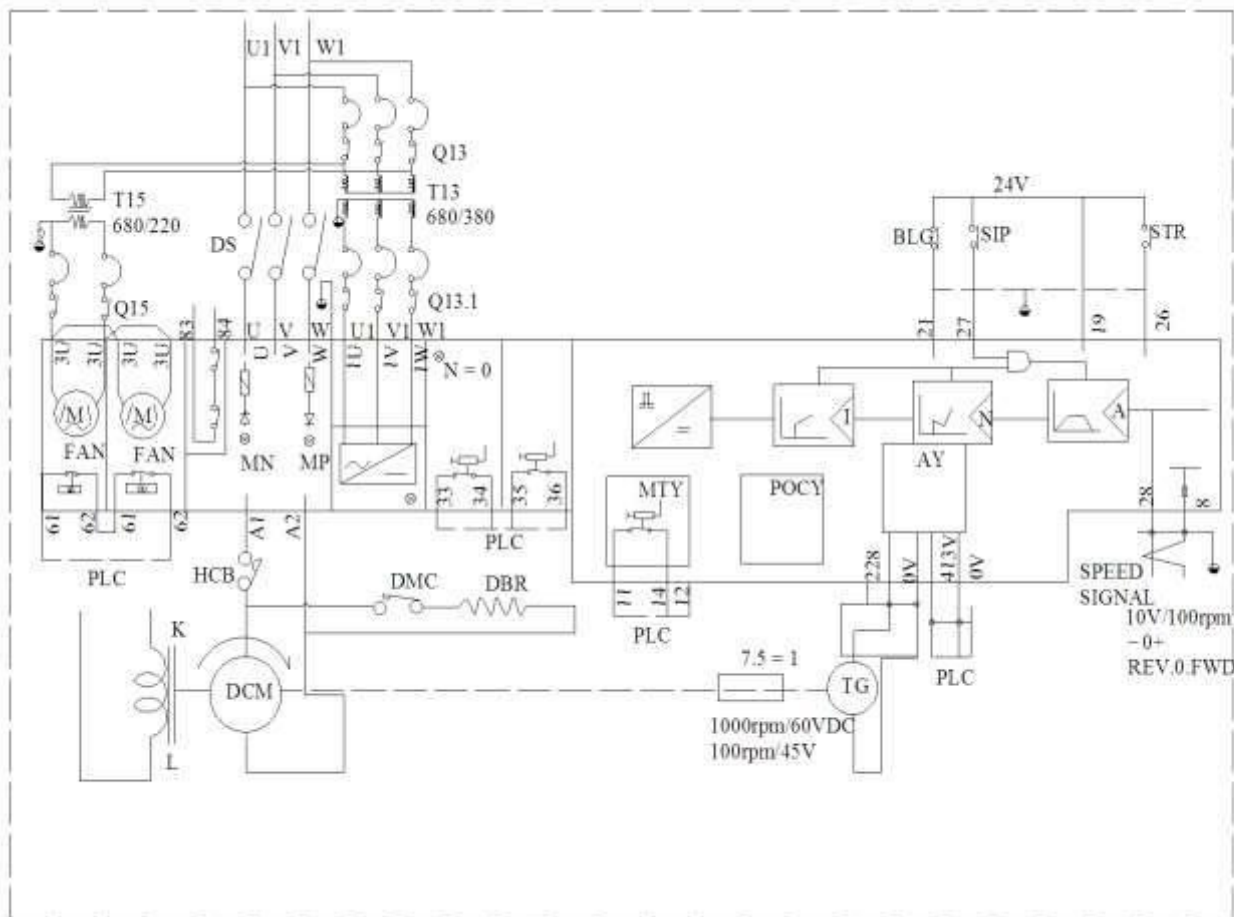 U1 V1 W1
Q13
T15
680/220
T13
680/380
24V
DS
BLG SIP STR
Q15
Q13.1
83 84 U V W U1 V1 W1
21 27 19 26
3U 3U 3U 3U
U V W 1U 1V 1W
N = 0
M M
I N A
FAN FAN
MN MP
AY
33 34 35 36
MTY POCY
28 8
61 62 61 62
A1 A2
PLC
PLC
HCB
DMC DBR
228 0V 413V 0V
11 14 12
PLC
SPEED
SIGNAL
10V/100rpm
- 0+
REV.0.FWD
K
7.5 = 1
DCM
TG
PLC
1000rpm/60VDC
100rpm/45V
L